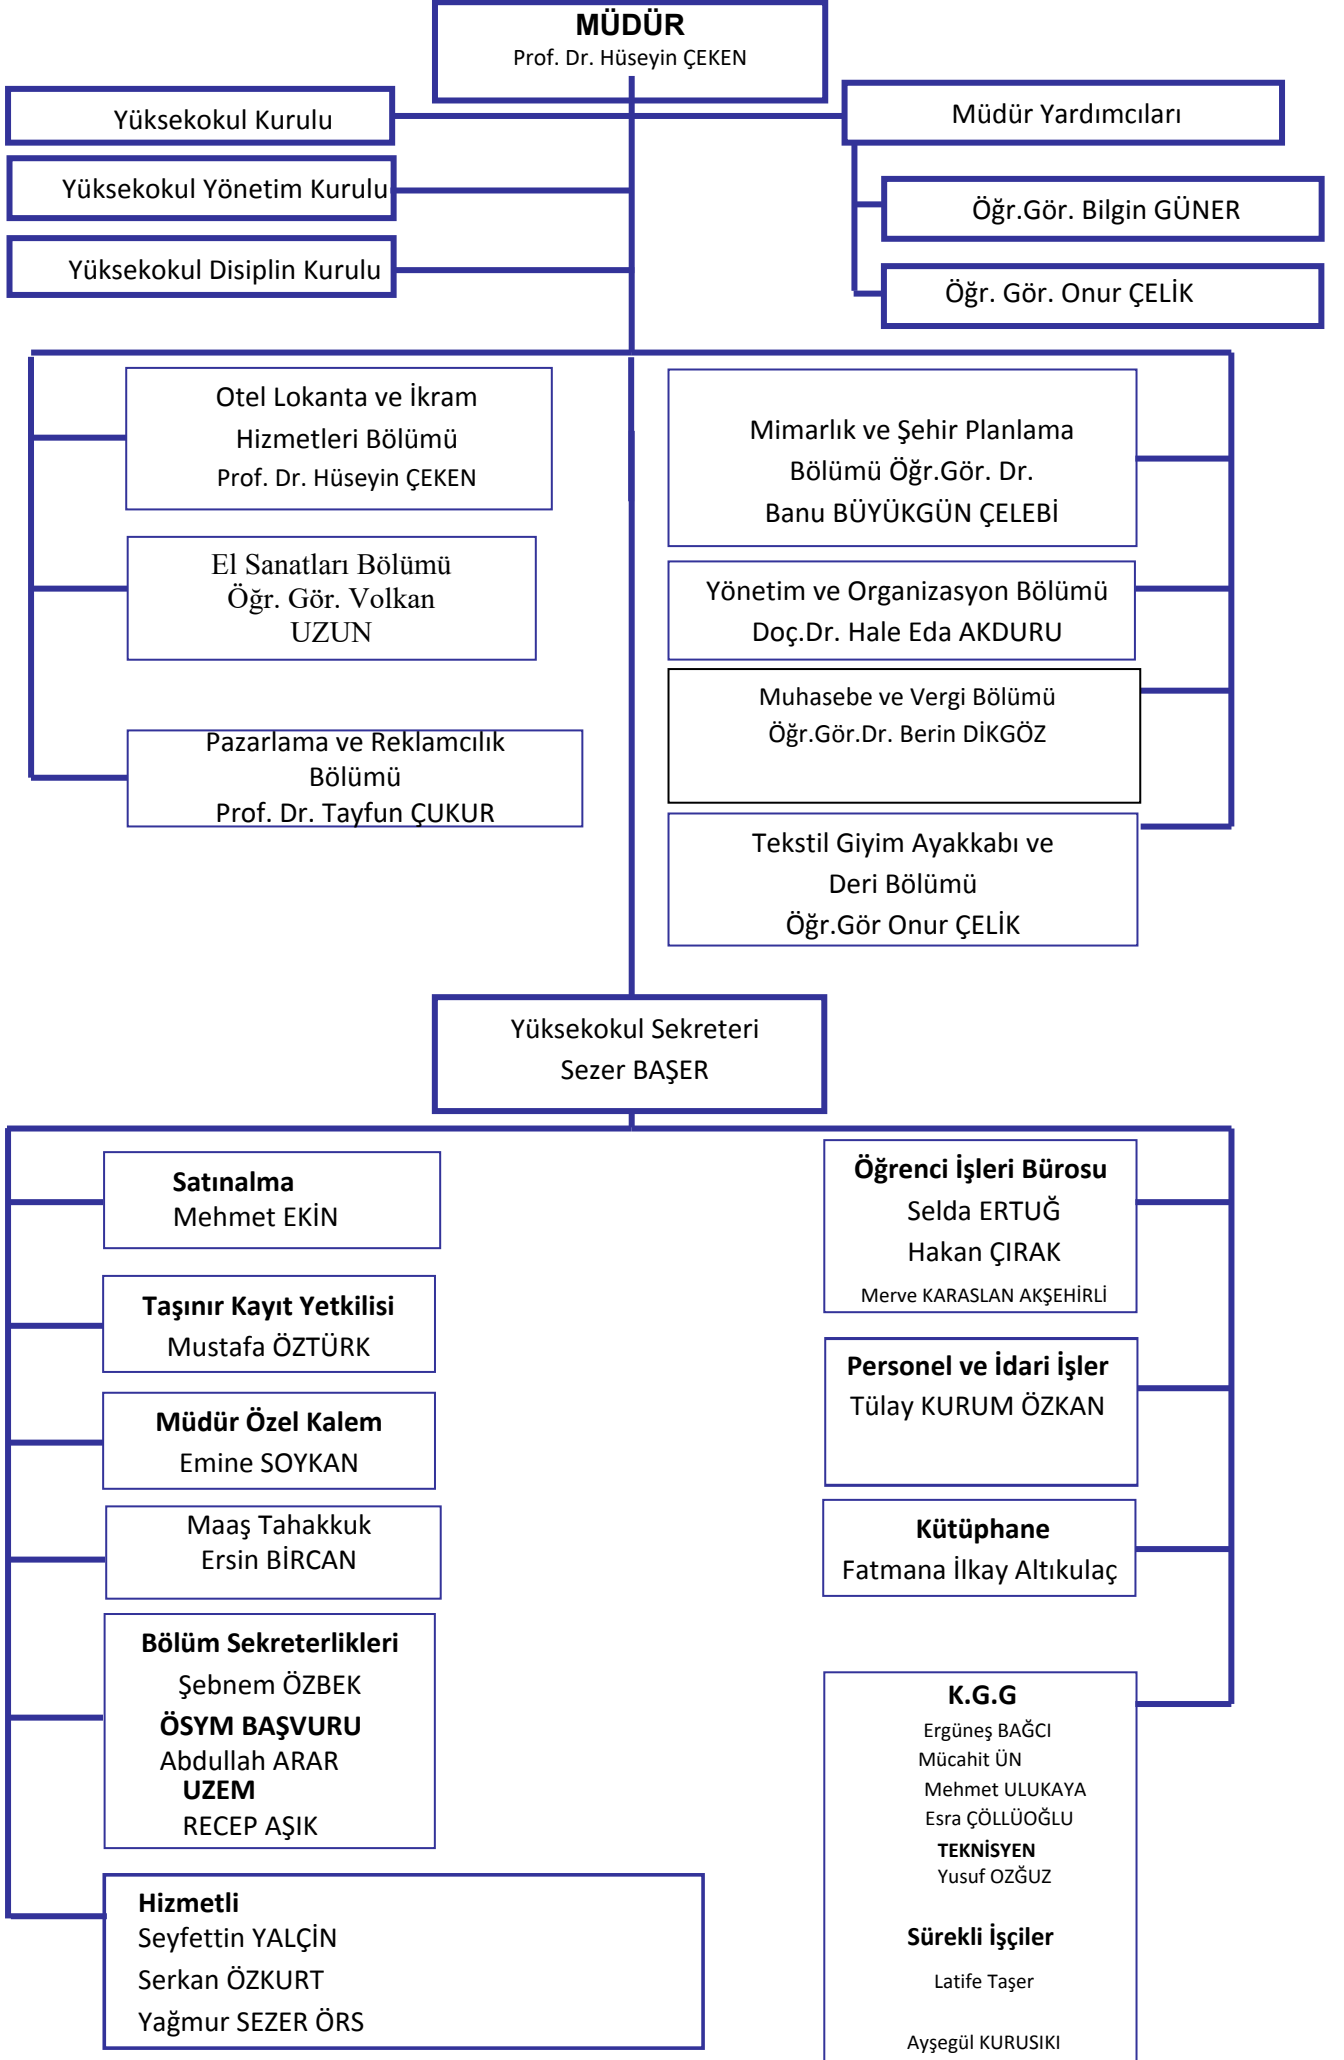 MÜDÜR
Prof. Dr. Hüseyin ÇEKEN
Yüksekokul Kurulu
Müdür Yardımcıları
Yüksekokul Yönetim Kurulu
Öğr.Gör. Bilgin GÜNER
Yüksekokul Disiplin Kurulu
Öğr. Gör. Onur ÇELİK
Otel Lokanta ve İkram
Hizmetleri Bölümü
Prof. Dr. Hüseyin ÇEKEN
El Sanatları Bölümü
Öğr. Gör. Volkan
UZUN
Pazarlama ve Reklamcılık
Bölümü
Prof. Dr. Tayfun ÇUKUR
Mimarlık ve Şehir Planlama
Bölümü Öğr.Gör. Dr.
Banu BÜYÜKGÜN ÇELEBİ
Yönetim ve Organizasyon Bölümü
Doç.Dr. Hale Eda AKDURU
Muhasebe ve Vergi Bölümü
Öğr.Gör.Dr. Berin DİKGÖZ
Tekstil Giyim Ayakkabı ve
Deri Bölümü
Öğr.Gör Onur ÇELİK
Yüksekokul Sekreteri
Sezer BAŞER
Satınalma
Mehmet EKİN
Taşınır Kayıt Yetkilisi
Mustafa ÖZTÜRK
Müdür Özel Kalem
Emine SOYKAN
Maaş Tahakkuk
Ersin BİRCAN
Bölüm Sekreterlikleri
Şebnem ÖZBEK
ÖSYM BAŞVURU
Abdullah ARAR
UZEM
RECEP AŞIK
Hizmetli
Seyfettin YALÇİN
Serkan ÖZKURT
Yağmur SEZER ÖRS
Öğrenci İşleri Bürosu
Selda ERTUĞ
Hakan ÇIRAK
Merve KARASLAN AKŞEHİRLİ
Personel ve İdari İşler
Tülay KURUM ÖZKAN
Kütüphane
Fatmana İlkay Altıkulaç
K.G.G
Ergüneş BAĞCI
Mücahit ÜN
Mehmet ULUKAYA
Esra ÇÖLLÜOĞLU
TEKNİSYEN
Yusuf OZĞUZ
Sürekli İşçiler
Latife Taşer
Ayşegül KURUSIKI